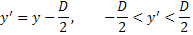 y′ = y − D/2,  −D/2 < y′ < D/2